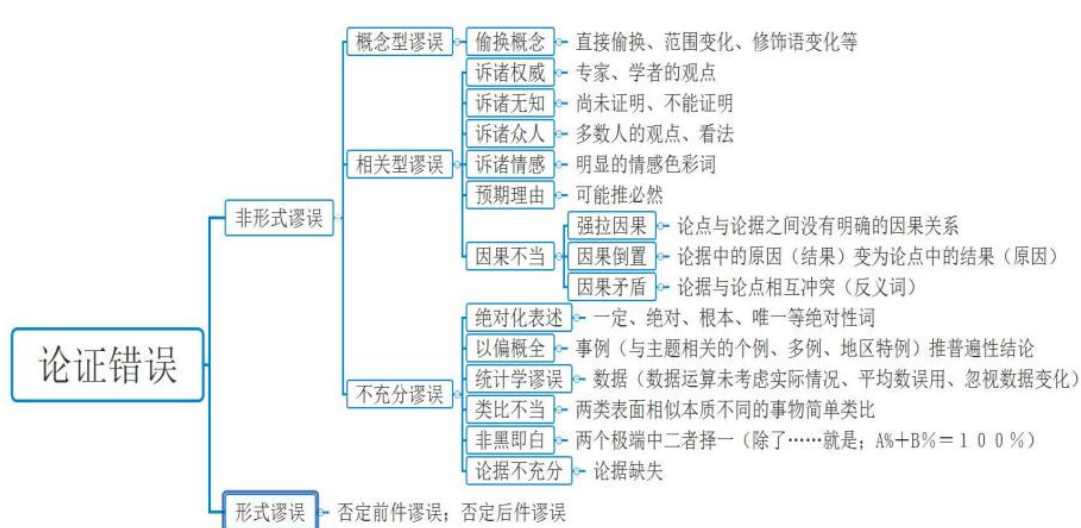 论证错误
非形式谬误
概念型谬误
偷换概念
直接偷换、范围变化、修饰语变化等
相关型谬误
诉诸权威
专家、学者的观点
诉诸无知
尚未证明、不能证明
诉诸众人
多数人的观点、看法
诉诸情感
明显的情感色彩词
预期理由
可能推必然
因果不当
强拉因果
论点与论据之间没有明确的因果关系
因果倒置
论据中的原因（结果）变为论点中的结果（原因）
因果矛盾
论据与论点相互冲突（反义词）
不充分谬误
绝对化表述
一定、绝对、根本、唯一等绝对性词
以偏概全
事例（与主题相关的个例、多例、地区特例）推普遍性结论
统计学谬误
数据（数据运算未考虑实际情况、平均数误用、忽视数据变化）
类比不当
两类表面相似本质不同的事物简单类比
非黑即白
两个极端中二者择一（除了……就是；A%＋B%＝１００％）
论据不充分
论据缺失
形式谬误
否定前件谬误；否定后件谬误